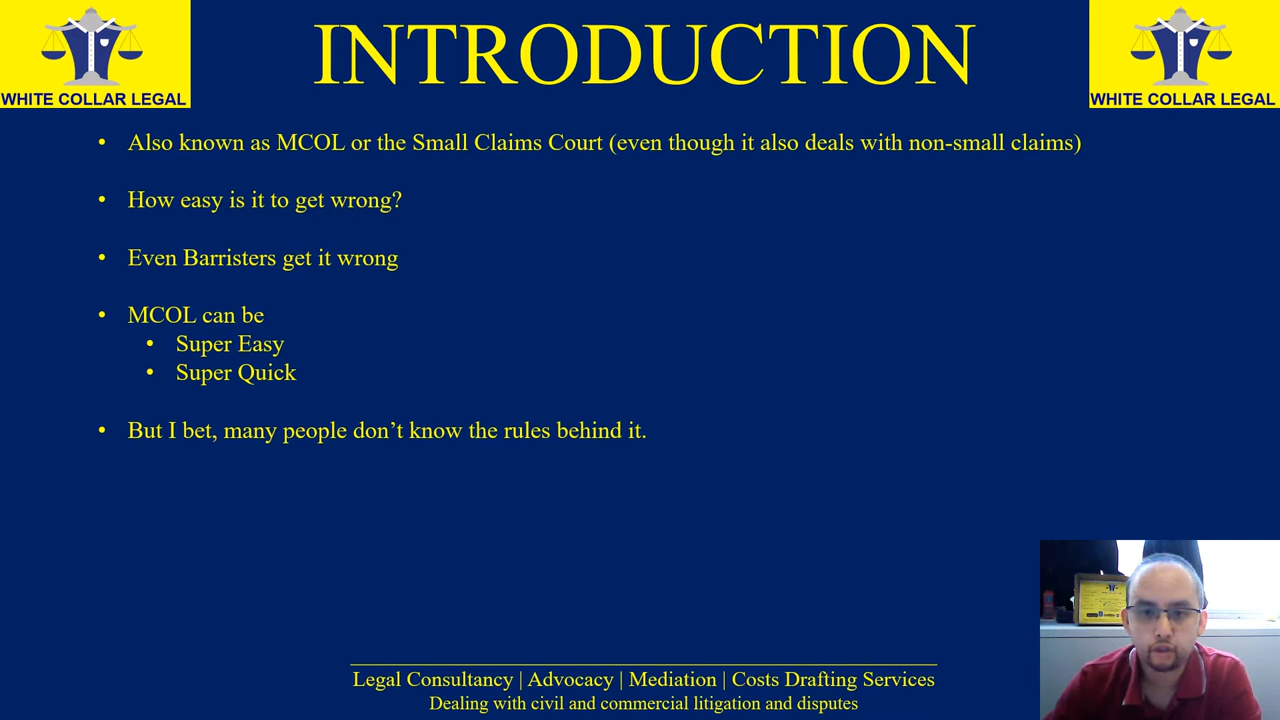 INTRODUCTION
WHITE COLLAR LEGAL
WHITE COLLAR LEGAL
• Also known as MCOL or the Small Claims Court (even though it also deals with non-small claims)
• How easy is it to get wrong?
• Even Barristers get it wrong
• MCOL can be
• Super Easy
• Super Quick
• But I bet, many people don’t know the rules behind it.
Legal Consultancy | Advocacy | Mediation | Costs Drafting Services
Dealing with civil and commercial litigation and disputes